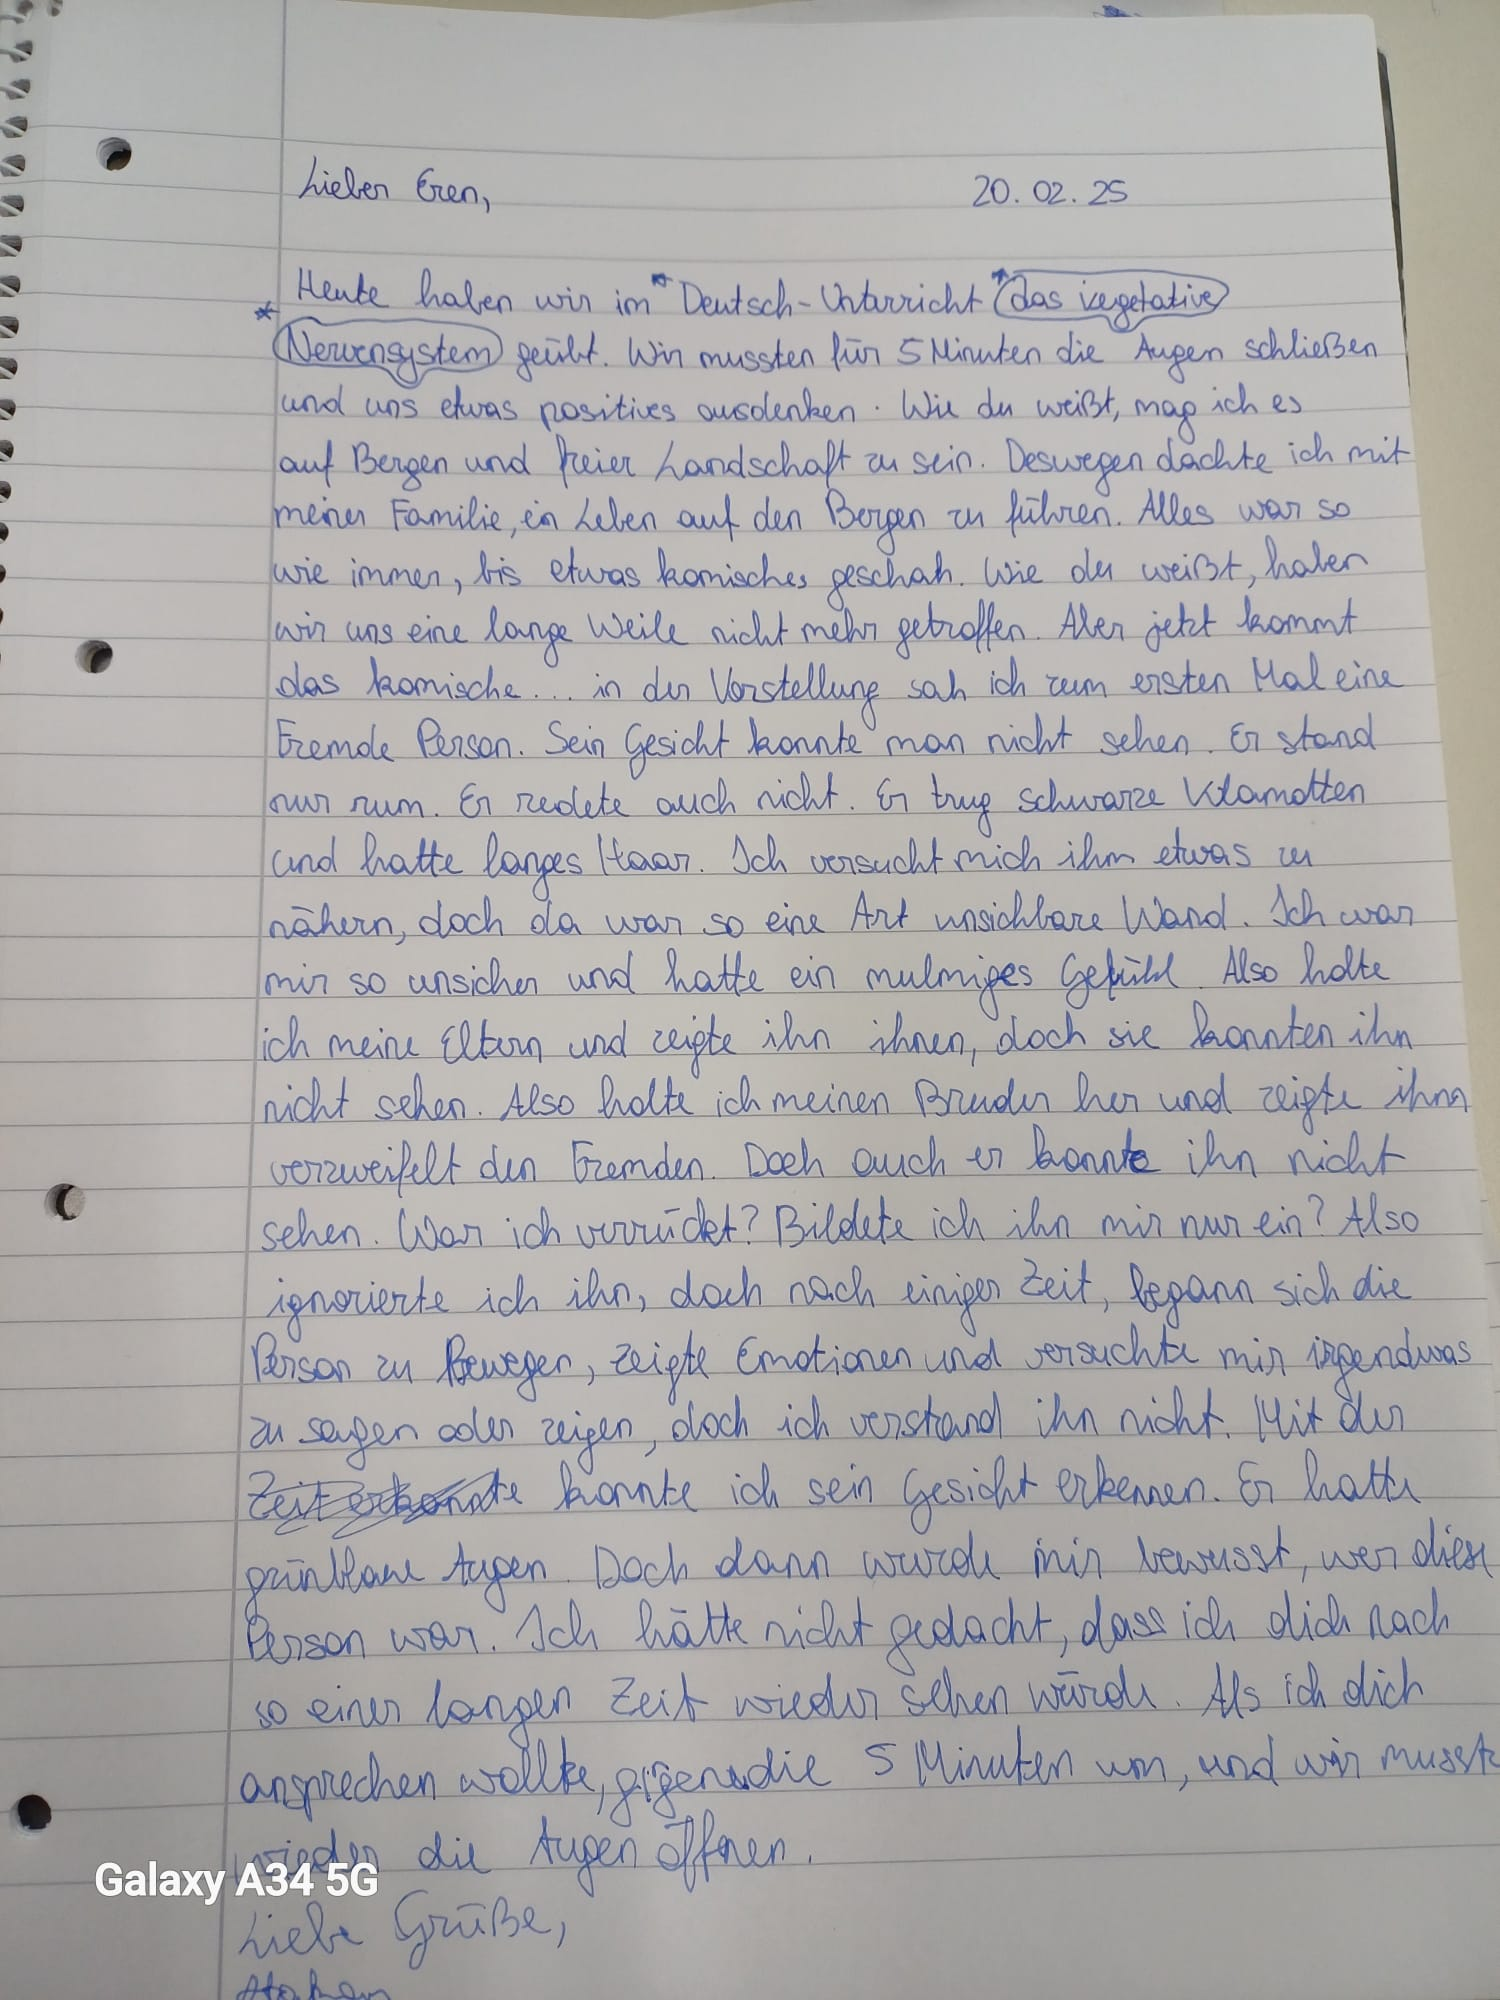 Lieber Eren, 20.02.25
Heute haben wir im Deutsch-Unterricht das vegetative
* Nervensystem geübt. Wir mussten für 5 Minuten die Augen schließen
und uns etwas positives ausdenken. Wie du weißt, mag ich es
auf Bergen und freier Landschaft zu sein. Deswegen dachte ich mit
meiner Familie, ein Leben auf den Bergen zu führen. Alles war so
wie immer, bis etwas komisches geschah. Wie du weißt, haben
wir uns eine lange Weile nicht mehr getroffen. Aber jetzt kommt
das komische... in der Vorstellung sah ich zum ersten Mal eine
Fremde Person. Sein Gesicht konnte man nicht sehen. Er stand
nur rum. Er redete auch nicht. Er trug schwarze Klamotten
und hatte langes Haar. Ich versucht mich ihm etwas zu
nähern, doch da war so eine Art unsichbare Wand. Ich war
mir so unsicher und hatte ein mulmiges Gefühl. Also holte
ich meine Eltern und zeigte ihn ihnen, doch sie konnten ihn
nicht sehen. Also holte ich meinen Bruder her und zeigte ihm
verzweifelt den Fremden. Doch auch er konnte ihn nicht
sehen. War ich verrückt? Bildete ich ihn mir nur ein? Also
ignorierte ich ihn, doch nach einiger Zeit, begann sich die
Person zu Bewegen, zeigte Emotionen und versuchte mir irgendwas
zu sagen oder zeigen, doch ich verstand ihn nicht. Mit der
Zeit erkonnte konnte ich sein Gesicht erkennen. Er hatte
grünblaue Augen. Doch dann wurde mir bewusst, wer diese
Person war. Ich hätte nicht gedacht, dass ich dich nach
so einer langen Zeit wieder sehen würde. Als ich dich
ansprechen wollte, die 5 Minuten um, und wir musste
wieder die Augen öffnen.
Galaxy A34 5G
Liebe Grüße,
Atakan